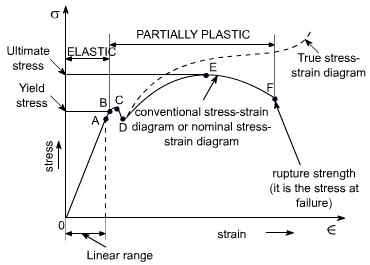 σ
PARTIALLY PLASTIC
Ultimate
stress
ELASTIC
True stress-
strain diagram
E
Yield
stress
B
C
A
D
F
conventional stress-strain
diagram or nominal stress-
strain diagram
stress
rupture strength
(it is the stress at
failure)
0
strain
∈
Linear range